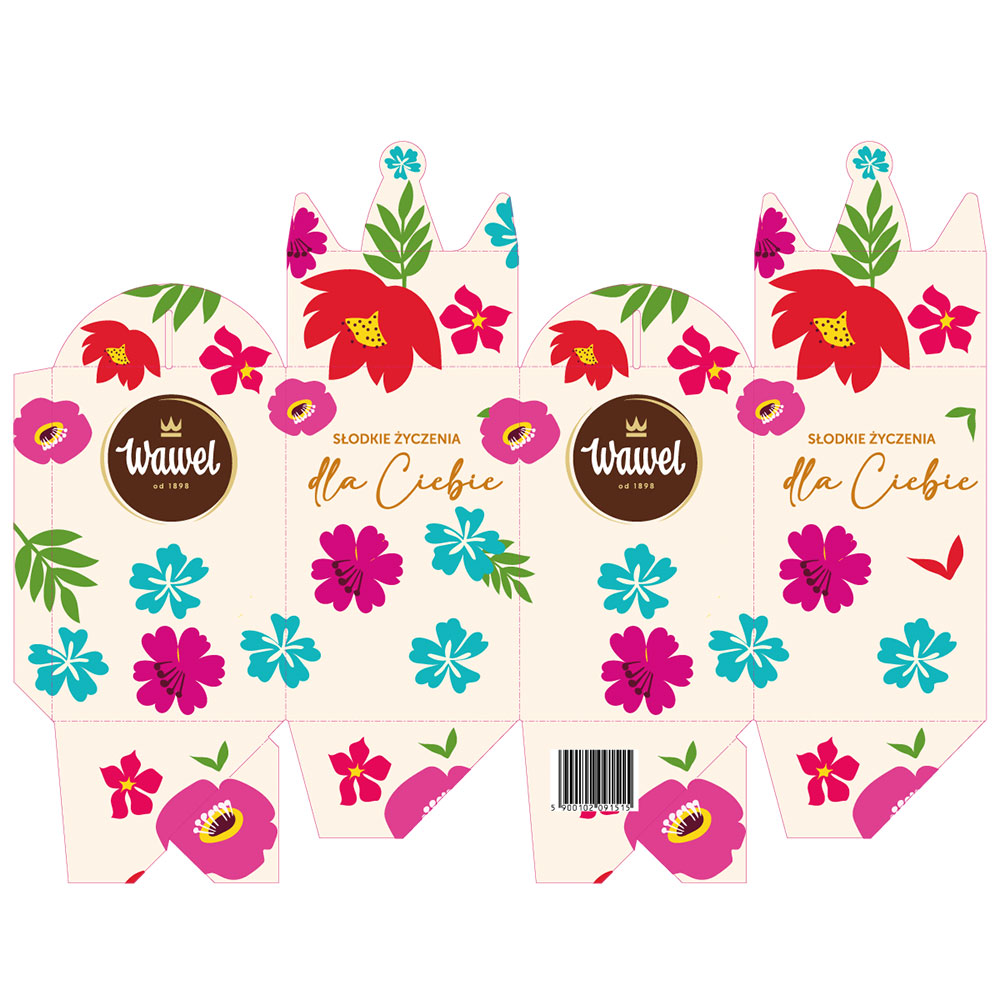 Wawel
od 1898
SŁODKIE ŻYCZENIA
dla Ciebie
Wawel
od 1898
SŁODKIE ŻYCZENIA
dla Ciebie
5 900102 091515